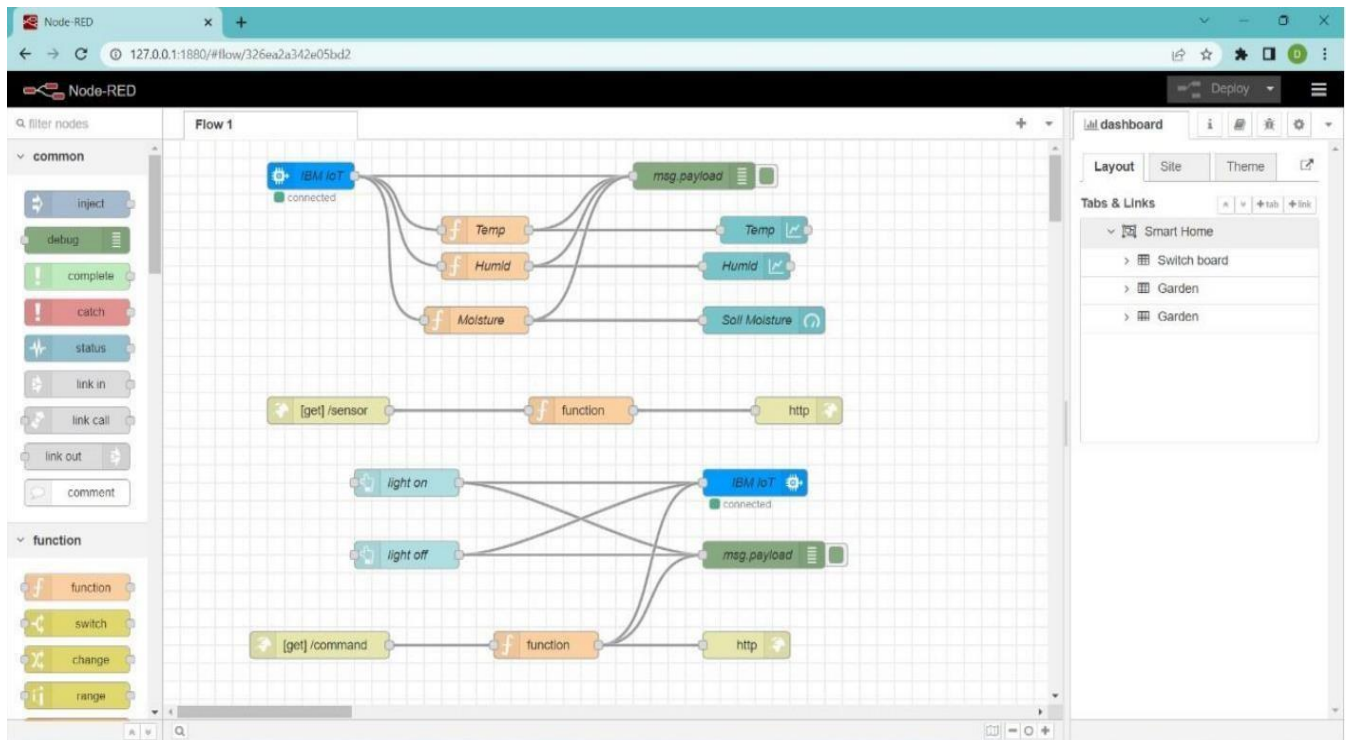 Node-RED
127.0.0.1:1880/#flow/326ea2a342e05bd2
D
Node-RED
Deploy
filter nodes
Flow 1
dashboard
i
common
inject
debug
complete
catch
status
link in
link call
link out
comment
function
function
switch
change
range
IBM IoT
connected
msg.payload
Temp
Temp
Humid
Humid
Moisture
Soil Moisture
[get] /sensor
function
http
light on
IBM IoT
connected
light off
msg.payload
[get] /command
function
http
Layout
Site
Theme
Tabs & Links
+tab
+link
Smart Home
Switch board
Garden
Garden